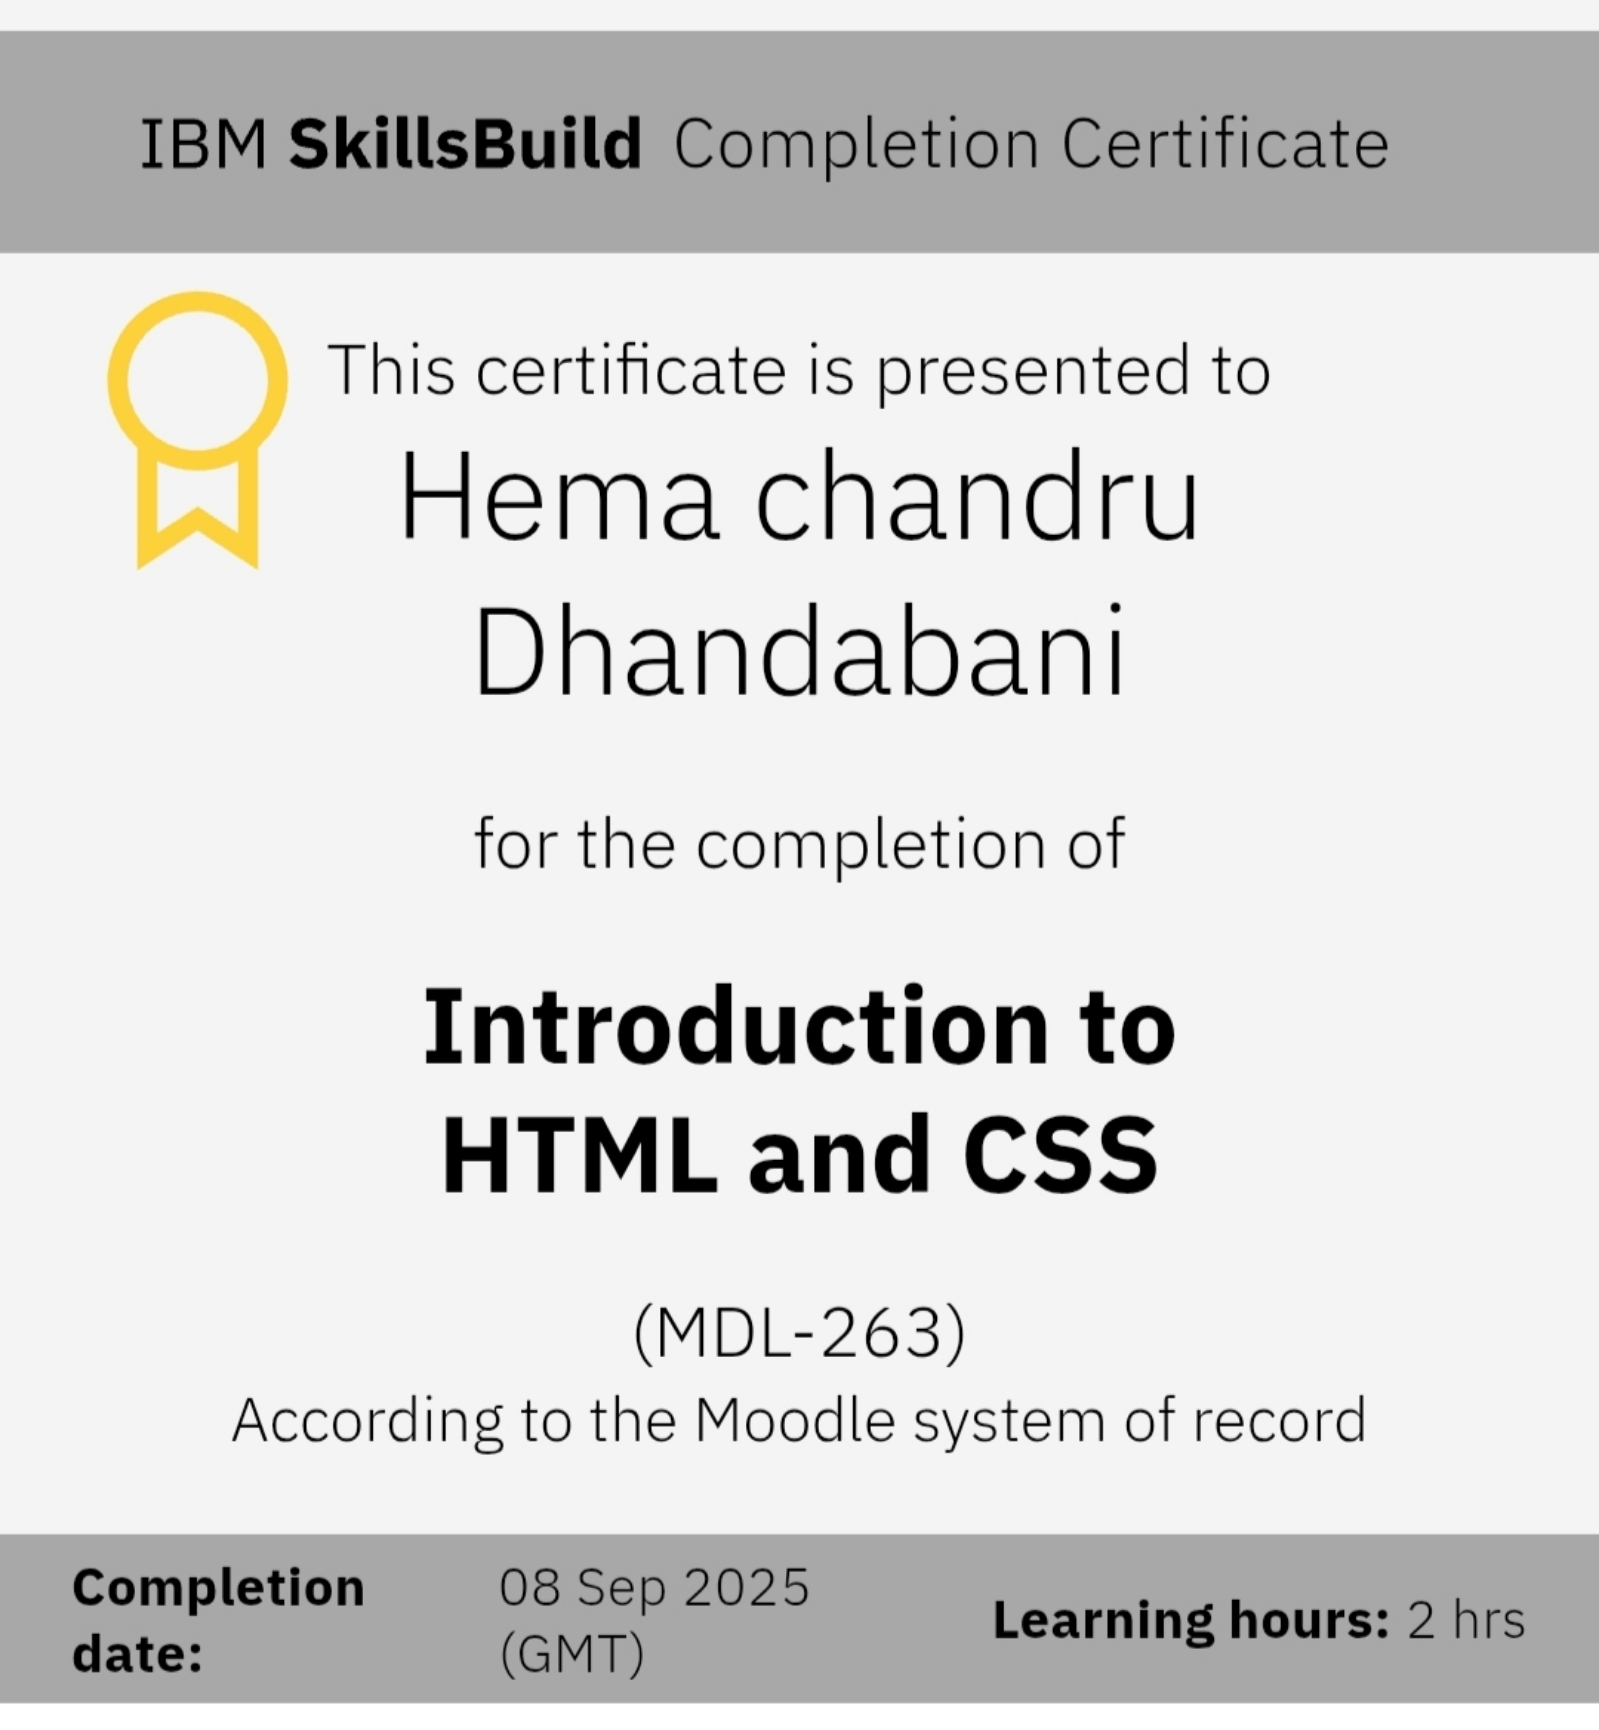 IBM SkillsBuild Completion Certificate
This certificate is presented to
Hema chandru
Dhandabani
for the completion of
Introduction to
HTML and CSS
(MDL-263)
According to the Moodle system of record
Completion
date:
08 Sep 2025
(GMT)
Learning hours: 2 hrs